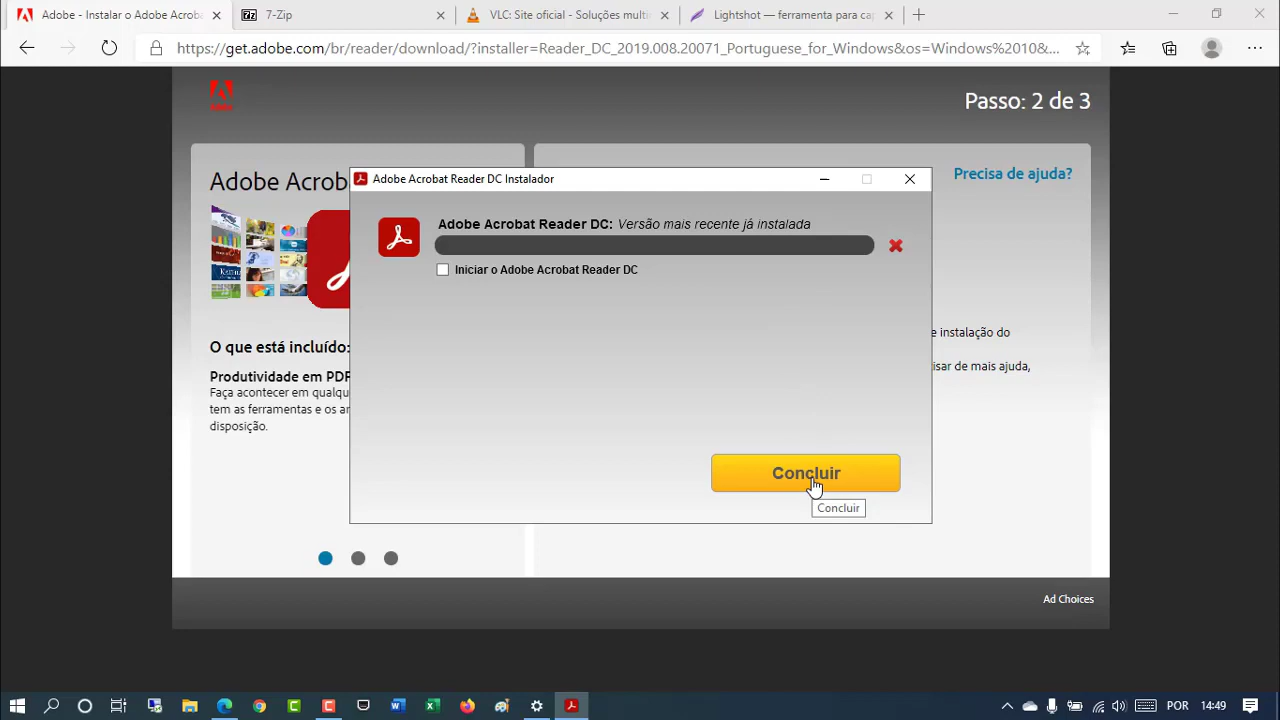 Adobe - Instalar o Adobe Acroba
7-Zip
VLC: Site oficial - Soluções multi
Lightshot — ferramenta para ca
https://get.adobe.com/br/reader/download/?installer=Reader_DC_2019.008.20071_Portuguese_for_Windows&os=Windows%2010&...
Passo: 2 de 3
Adobe Acrob
Precisa de ajuda?
Adobe Acrobat Reader DC Instalador
Adobe Acrobat Reader DC: Versão mais recente já instalada
Iniciar o Adobe Acrobat Reader DC
e instalação do
O que está incluído:
isar de mais ajuda,
Produtividade em PDF
Faça acontecer em qualqu
tem as ferramentas e os ar
disposição.
Concluir
Concluir
Ad Choices
POR
14:49